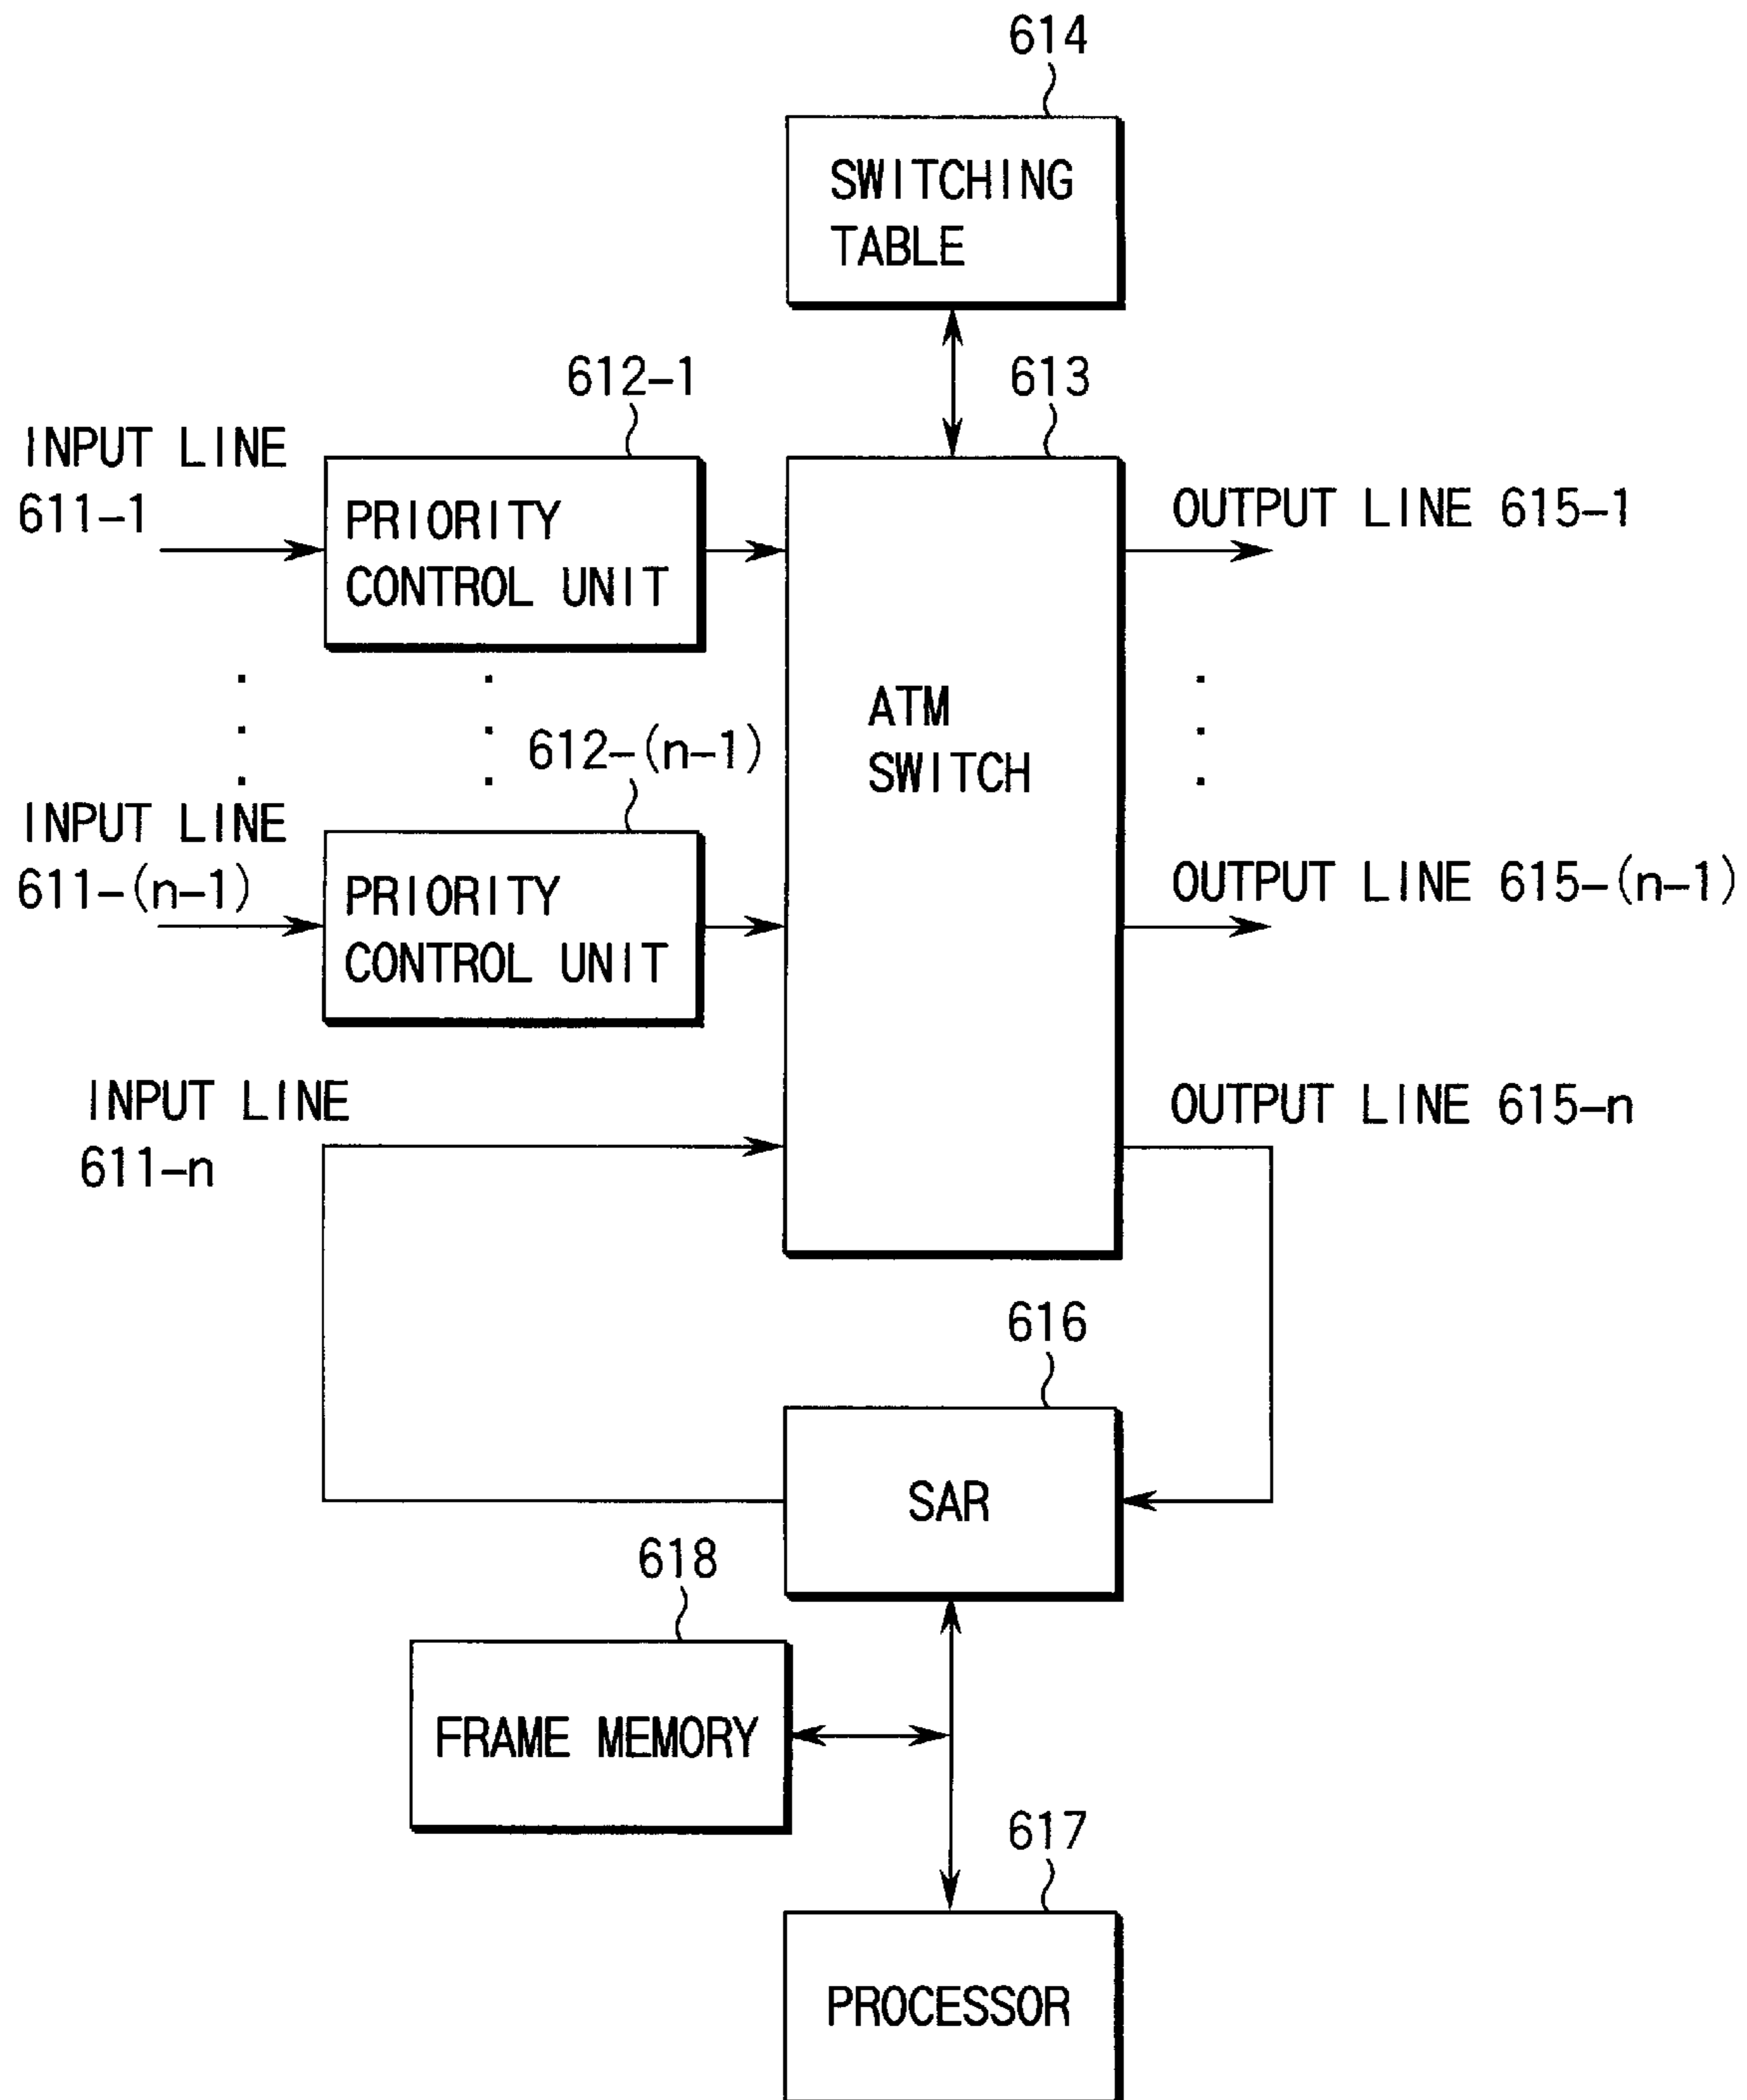 614
SWITCHING
TABLE
612-1
613
INPUT LINE
611-1
PRIORITY
CONTROL UNIT
OUTPUT LINE 615-1
ATM
SWITCH
612-(n-1)
INPUT LINE
611-(n-1)
PRIORITY
CONTROL UNIT
OUTPUT LINE 615-(n-1)
INPUT LINE
611-n
OUTPUT LINE 615-n
616
SAR
618
FRAME MEMORY
617
PROCESSOR